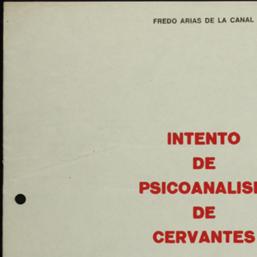 FREDO ARIAS DE LA CANAL
INTENTO
DE
PSICOANALISI
DE
CERVANTES